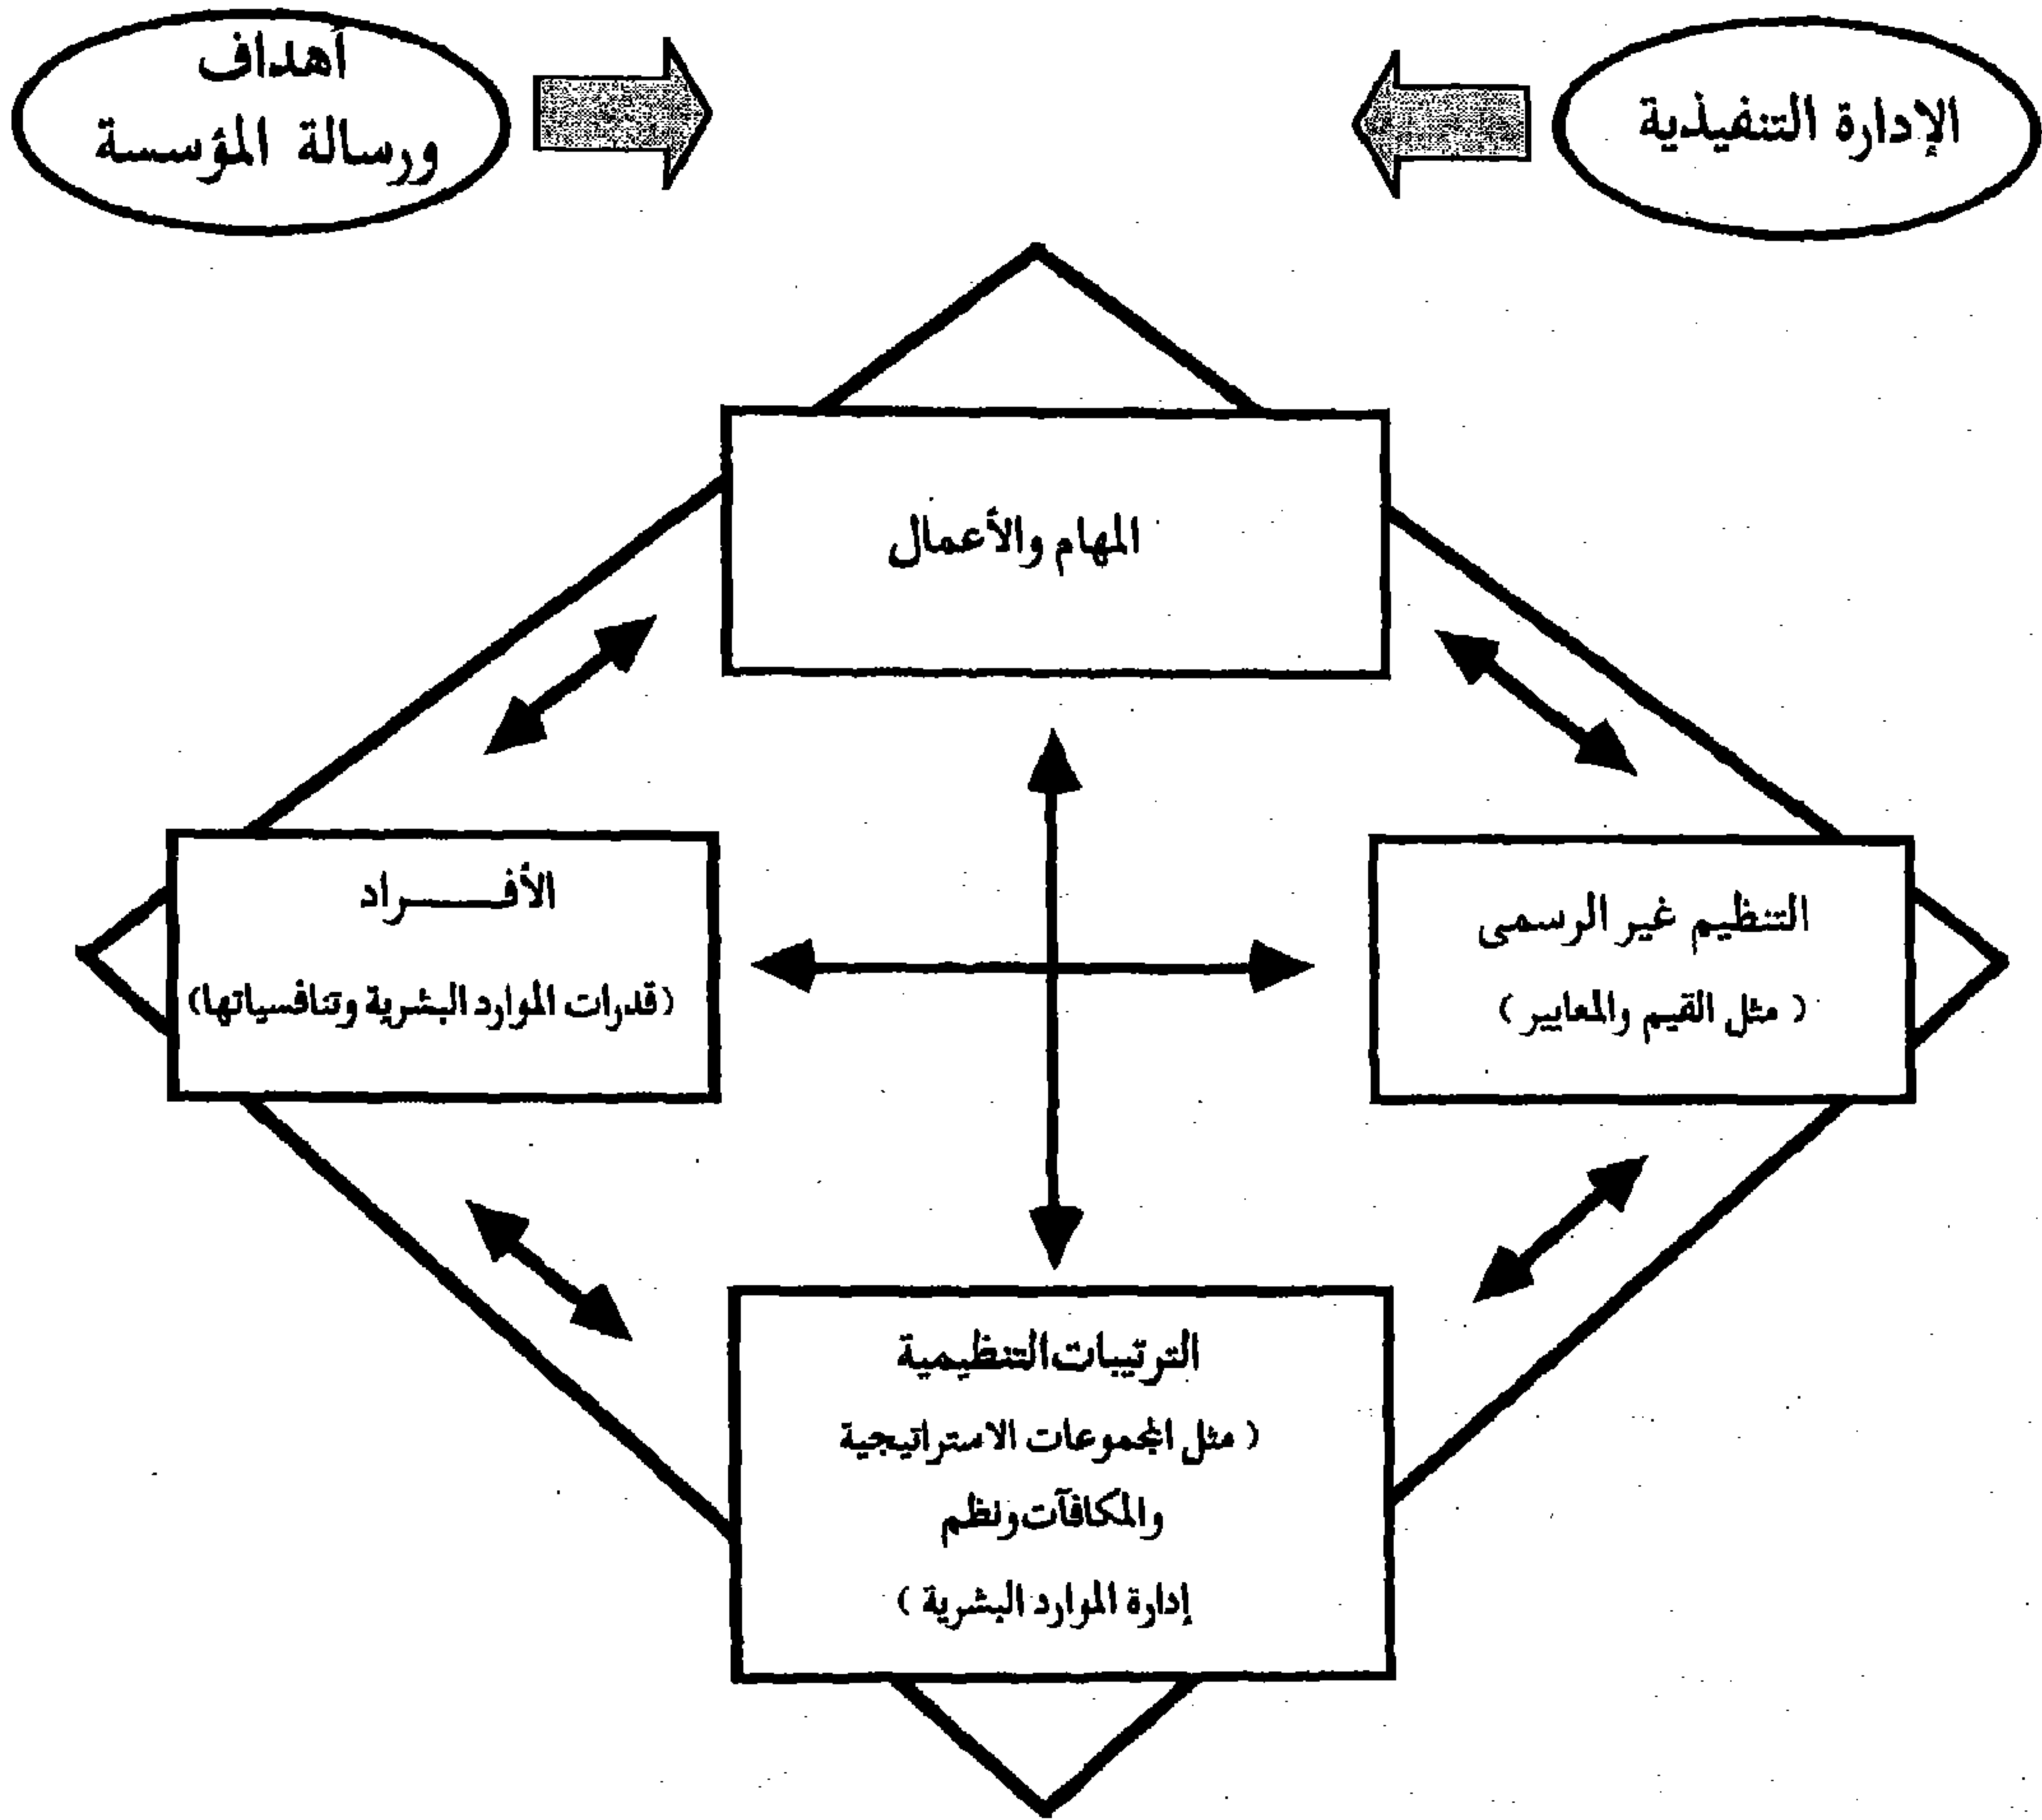 الإدارة التنفيذية
أهداف
ورسالة المؤسسة
المهام والأعمال
التنظيم غير الرسمى
( مثل القيم والمعايير )
الأفـــــراد
(قدرات الموارد البشرية وتنافسياتها)
الترتيبات التنظيمية
( مثل المجموعات الاستراتيجية
والمكافآت ونظم
إدارة الموارد البشرية )